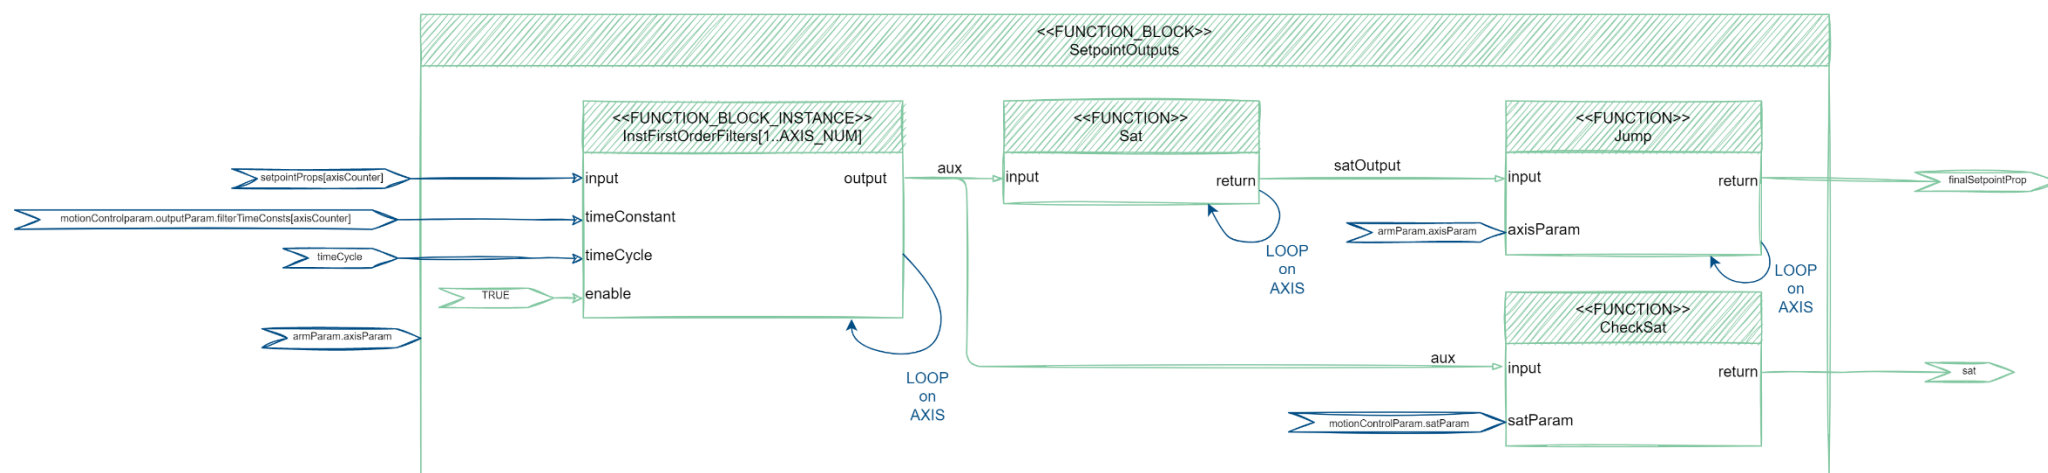 <<FUNCTION_BLOCK>>
SetpointOutputs
<<FUNCTION_BLOCK_INSTANCE>>
InstFirstOrderFilters[1..AXIS_NUM]
setpointProps[axisCounter]
input
output
motionControlparam.outputParam.filterTimeConsts[axisCounter]
timeConstant
timeCycle
timeCycle
TRUE
enable
armParam.axisParam
LOOP
on
AXIS
aux
<<FUNCTION>>
Sat
input
return
LOOP
on
AXIS
satOutput
<<FUNCTION>>
Jump
input
return
armParam.axisParam
axisParam
LOOP
on
AXIS
finalSetpointProp
<<FUNCTION>>
CheckSat
aux
input
return
motionControlParam.satParam
satParam
sat